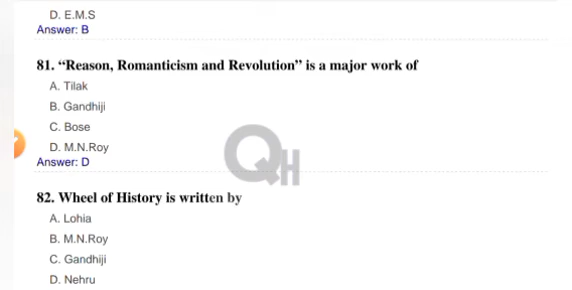 D. E.M.S
Answer: B
81. “Reason, Romanticism and Revolution” is a major work of
A. Tilak
B. Gandhiji
C. Bose
D. M.N.Roy
Answer: D
QH
82. Wheel of History is written by
A. Lohia
B. M.N.Roy
C. Gandhiji
D. Nehru